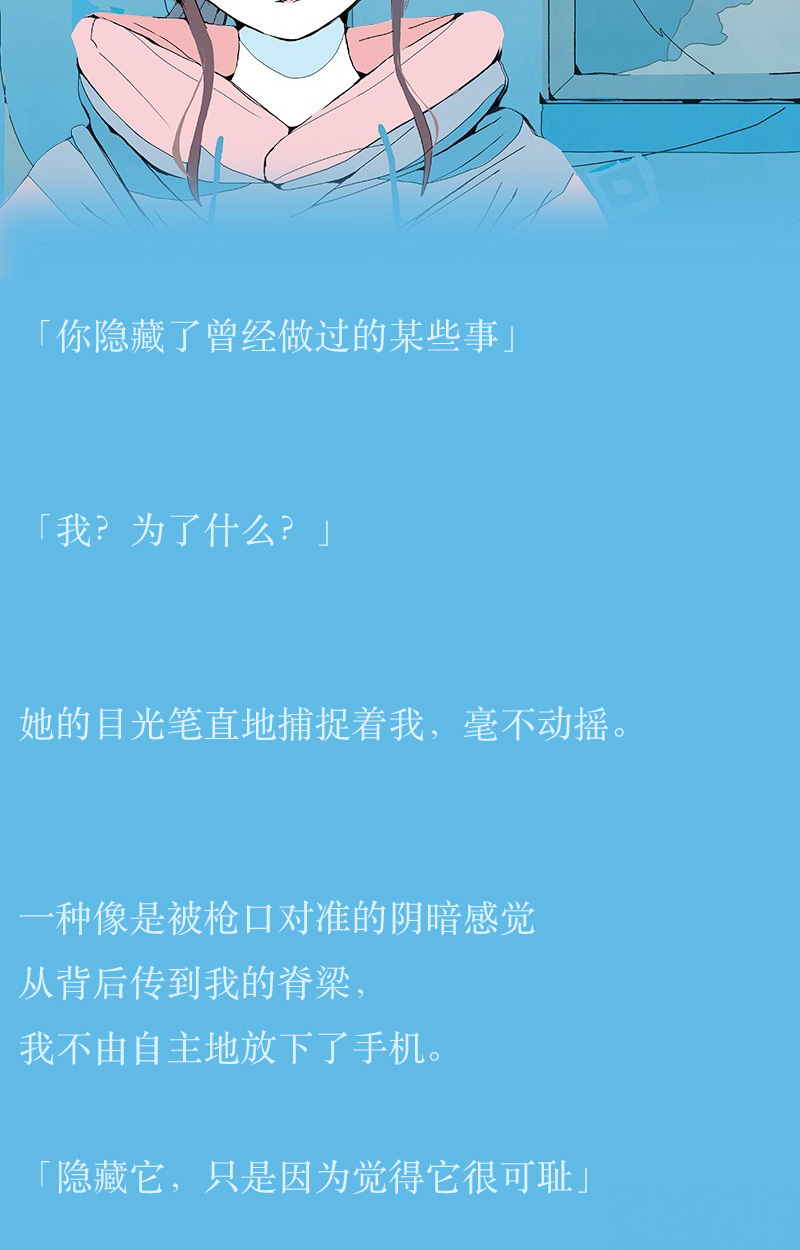 「你隐藏了曾经做过的某些事」
「我？为了什么？」
她的目光笔直地捕捉着我，毫不动摇。
一种像是被枪口对准的阴暗感觉
从背后传到我的脊梁，
我不由自主地放下了手机。
「隐藏它，只是因为觉得它很可耻」